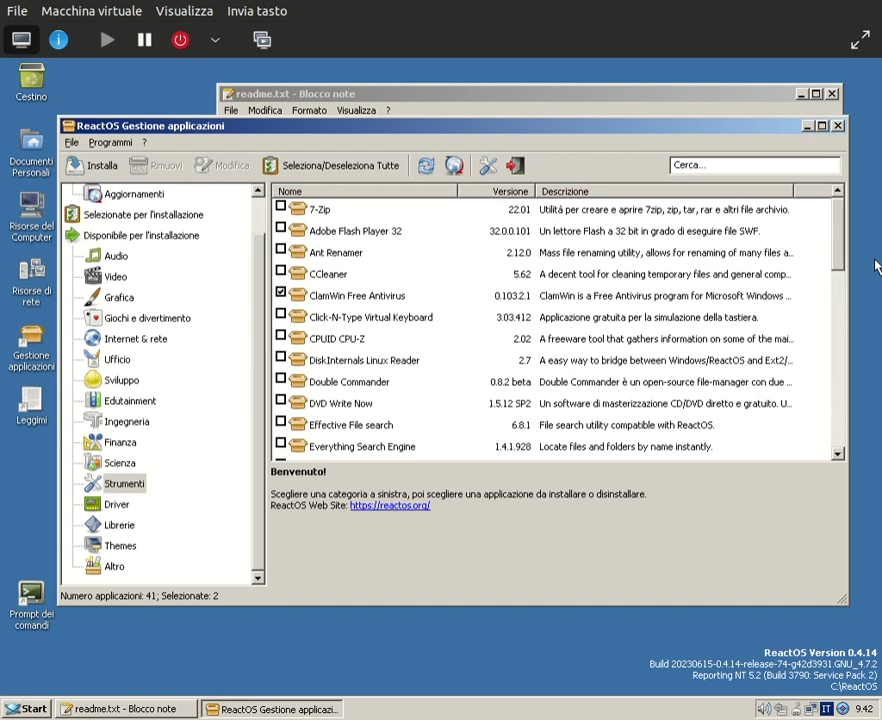 File Macchina virtuale Visualizza Invia tasto
Cestino
readme.txt - Blocco note
File Modifica Formato Visualizza ?
ReactOS Gestione applicazioni
File Programmi ?
Installa Rimuovi Modifica Seleziona/Deseleziona Tutte Cerca...
Documenti
Personali
Risorse del
Computer
Risorse di
rete
Gestione
applicazioni
Leggimi
Prompt dei
comandi
Aggiornamenti
Selezionate per l'installazione
Disponibile per l'installazione
Audio
Video
Grafica
Giochi e divertimento
Internet & rete
Ufficio
Sviluppo
Edutainment
Ingegneria
Finanza
Scienza
Strumenti
Driver
Librerie
Themes
Altro
Nome Versione Descrizione
7-Zip 22.01 Utilità per creare e aprire 7zip, zip, tar, rar e altri file archivio.
Adobe Flash Player 32 32.0.0.101 Un lettore Flash a 32 bit in grado di eseguire file SWF.
Ant Renamer 2.12.0 Mass file renaming utility, allows for renaming of many files a...
CCleaner 5.62 A decent tool for cleaning temporary files and general comp...
ClamWin Free Antivirus 0.103.2.1 ClamWin is a Free Antivirus program for Microsoft Windows ...
Click-N-Type Virtual Keyboard 3.03.412 Applicazione gratuita per la simulazione della tastiera.
CPUID CPU-Z 2.02 A freeware tool that gathers information on some of the mai...
DiskInternals Linux Reader 2.7 A easy way to bridge between Windows/ReactOS and Ext2/...
Double Commander 0.8.2 beta Double Commander è un open-source file-manager con due ...
DVD Write Now 1.5.12 SP2 Un software di masterizzazione CD/DVD diretto e gratuito. U...
Effective File search 6.8.1 File search utility compatible with ReactOS.
Everything Search Engine 1.4.1.928 Locate files and folders by name instantly.
Benvenuto!
Scegliere una categoria a sinistra, poi scegliere una applicazione da installare o disinstallare.
ReactOS Web Site: https://reactos.org/
Numero applicazioni: 41; Selezionate: 2
ReactOS Version 0.4.14
Build 20230615-0.4.14-release-74-g42d3931.GNU_4.7.2
Reporting NT 5.2 (Build 3790: Service Pack 2)
C:\ReactOS
Start readme.txt - Blocco note ReactOS Gestione applicazi... IT 9.42